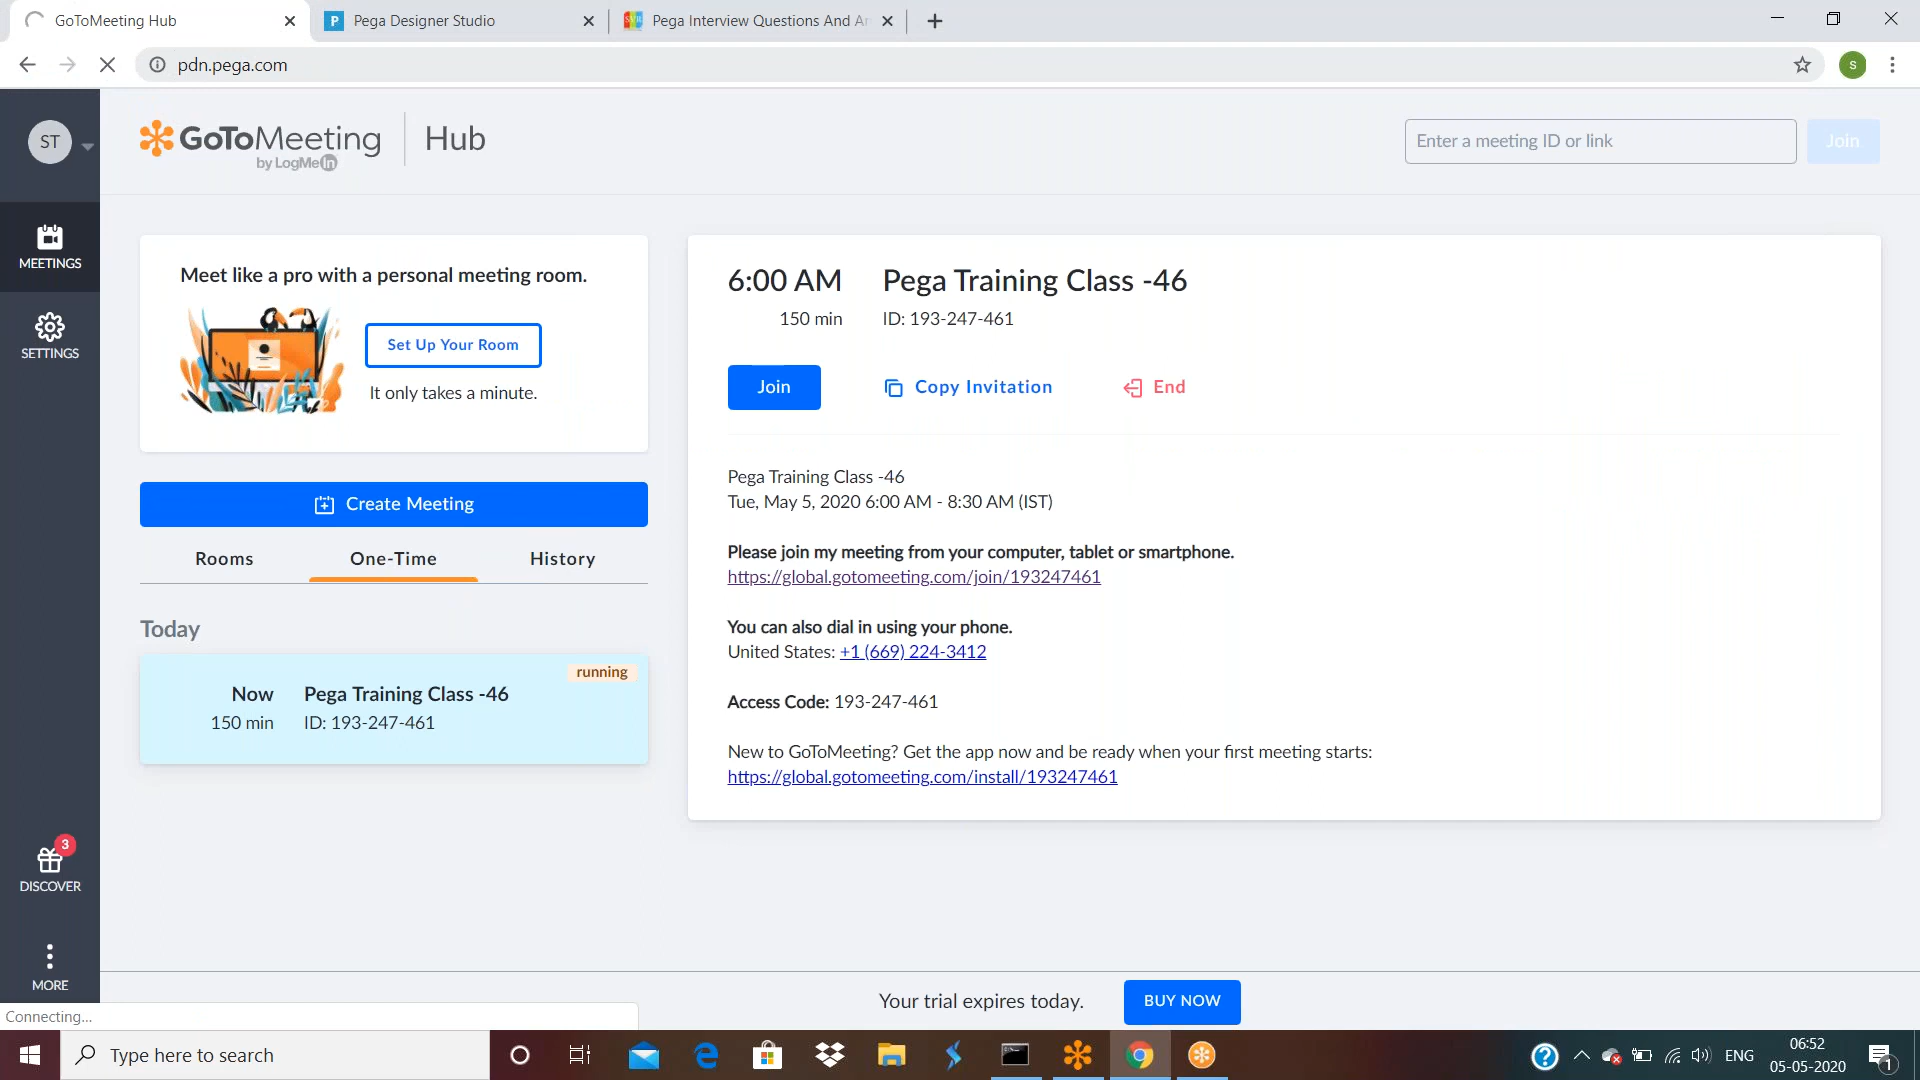 GoToMeeting Hub
Pega Designer Studio
Pega Interview Questions And An
pdn.pega.com
s
ST
GoToMeeting
by LogMeIn
Hub
Enter a meeting ID or link
Join
MEETINGS
SETTINGS
Meet like a pro with a personal meeting room.
Set Up Your Room
It only takes a minute.
Create Meeting
Rooms
One-Time
History
Today
running
Now
Pega Training Class -46
150 min
ID: 193-247-461
6:00 AM
Pega Training Class -46
150 min
ID: 193-247-461
Join
Copy Invitation
End
Pega Training Class -46
Tue, May 5, 2020 6:00 AM - 8:30 AM (IST)
Please join my meeting from your computer, tablet or smartphone.
https://global.gotomeeting.com/join/193247461
You can also dial in using your phone.
United States: +1 (669) 224-3412
Access Code: 193-247-461
New to GoToMeeting? Get the app now and be ready when your first meeting starts:
https://global.gotomeeting.com/install/193247461
3
DISCOVER
MORE
Your trial expires today.
BUY NOW
Connecting...
Type here to search
ENG
06:52
05-05-2020
1